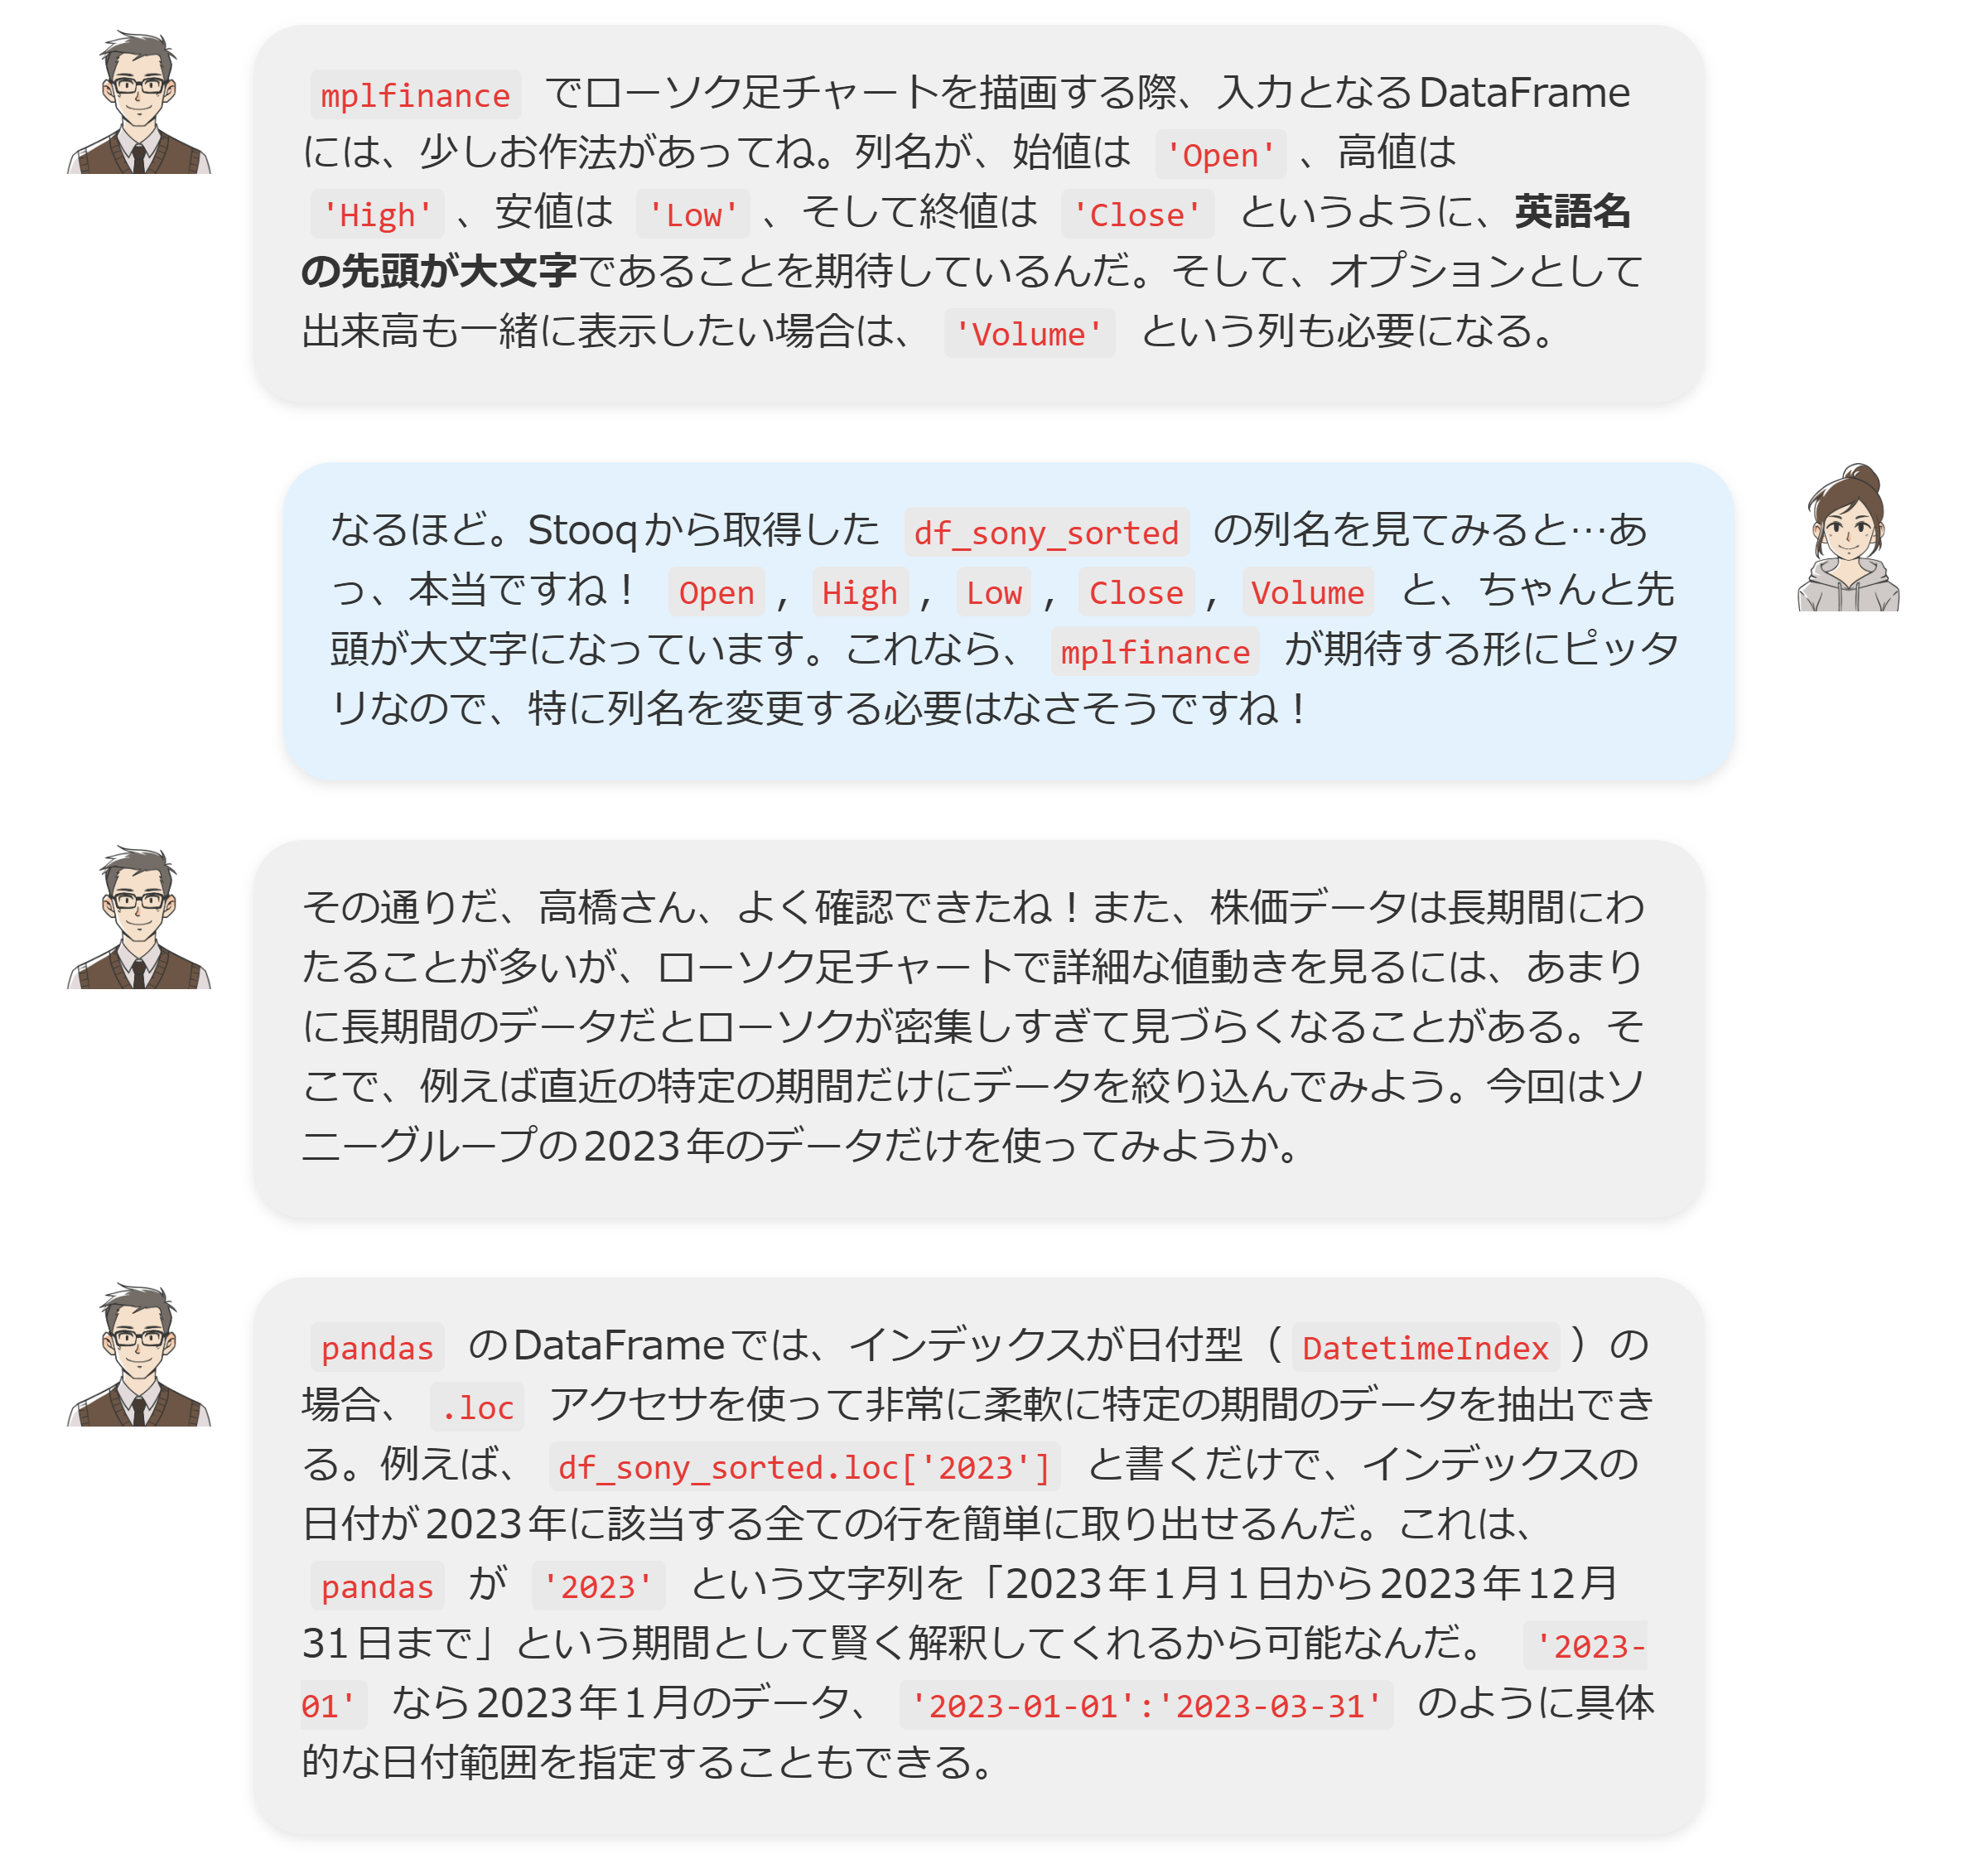 mplfinance でローソク足チャートを描画する際、入力となるDataFrame
には、少しお作法があってね。列名が、始値は 'Open' 、高値は
'High' 、安値は 'Low' 、そして終値は 'Close' というように、英語名
の先頭が大文字であることを期待しているんだ。そして、オプションとして
出来高も一緒に表示したい場合は、 'Volume' という列も必要になる。
なるほど。Stooqから取得した df_sony_sorted の列名を見てみると…あ
っ、本当ですね！ Open , High , Low , Close , Volume と、ちゃんと先
頭が大文字になっています。これなら、 mplfinance が期待する形にピッタ
リなので、特に列名を変更する必要はなさそうですね！
その通りだ、高橋さん、よく確認できたね！また、株価データは長期間にわ
たることが多いが、ローソク足チャートで詳細な値動きを見るには、あまり
に長期間のデータだとローソクが密集しすぎて見づらくなることがある。そ
こで、例えば直近の特定の期間だけにデータを絞り込んでみよう。今回はソ
ニーグループの2023年のデータだけを使ってみようか。
pandas のDataFrameでは、インデックスが日付型（ DatetimeIndex ）の
場合、 .loc アクセサを使って非常に柔軟に特定の期間のデータを抽出でき
る。例えば、 df_sony_sorted.loc['2023'] と書くだけで、インデックスの
日付が2023年に該当する全ての行を簡単に取り出せるんだ。これは、
pandas が '2023' という文字列を「2023年1月1日から2023年12月
31日まで」という期間として賢く解釈してくれるから可能なんだ。 '2023-
01' なら2023年1月のデータ、 '2023-01-01':'2023-03-31' のように具体
的な日付範囲を指定することもできる。